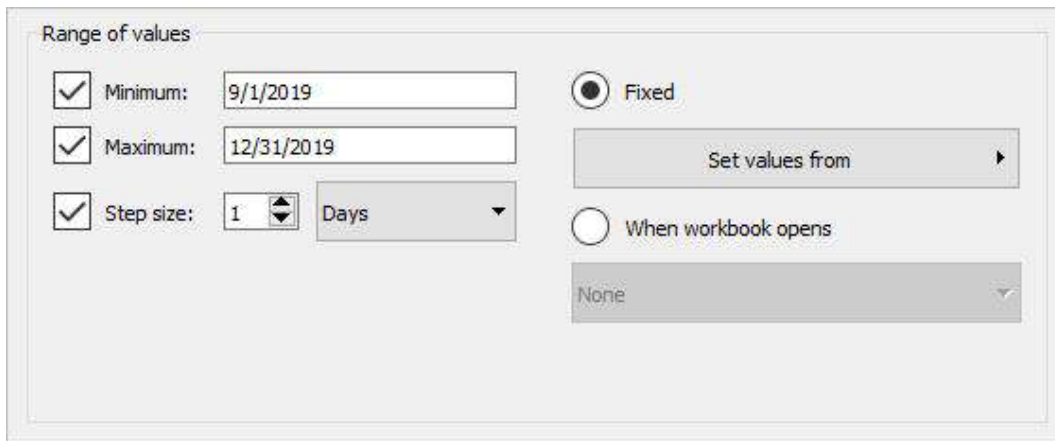 Range of values
Minimum: 9/1/2019
Fixed
Maximum: 12/31/2019
Set values from
Step size: 1 Days
When workbook opens
None